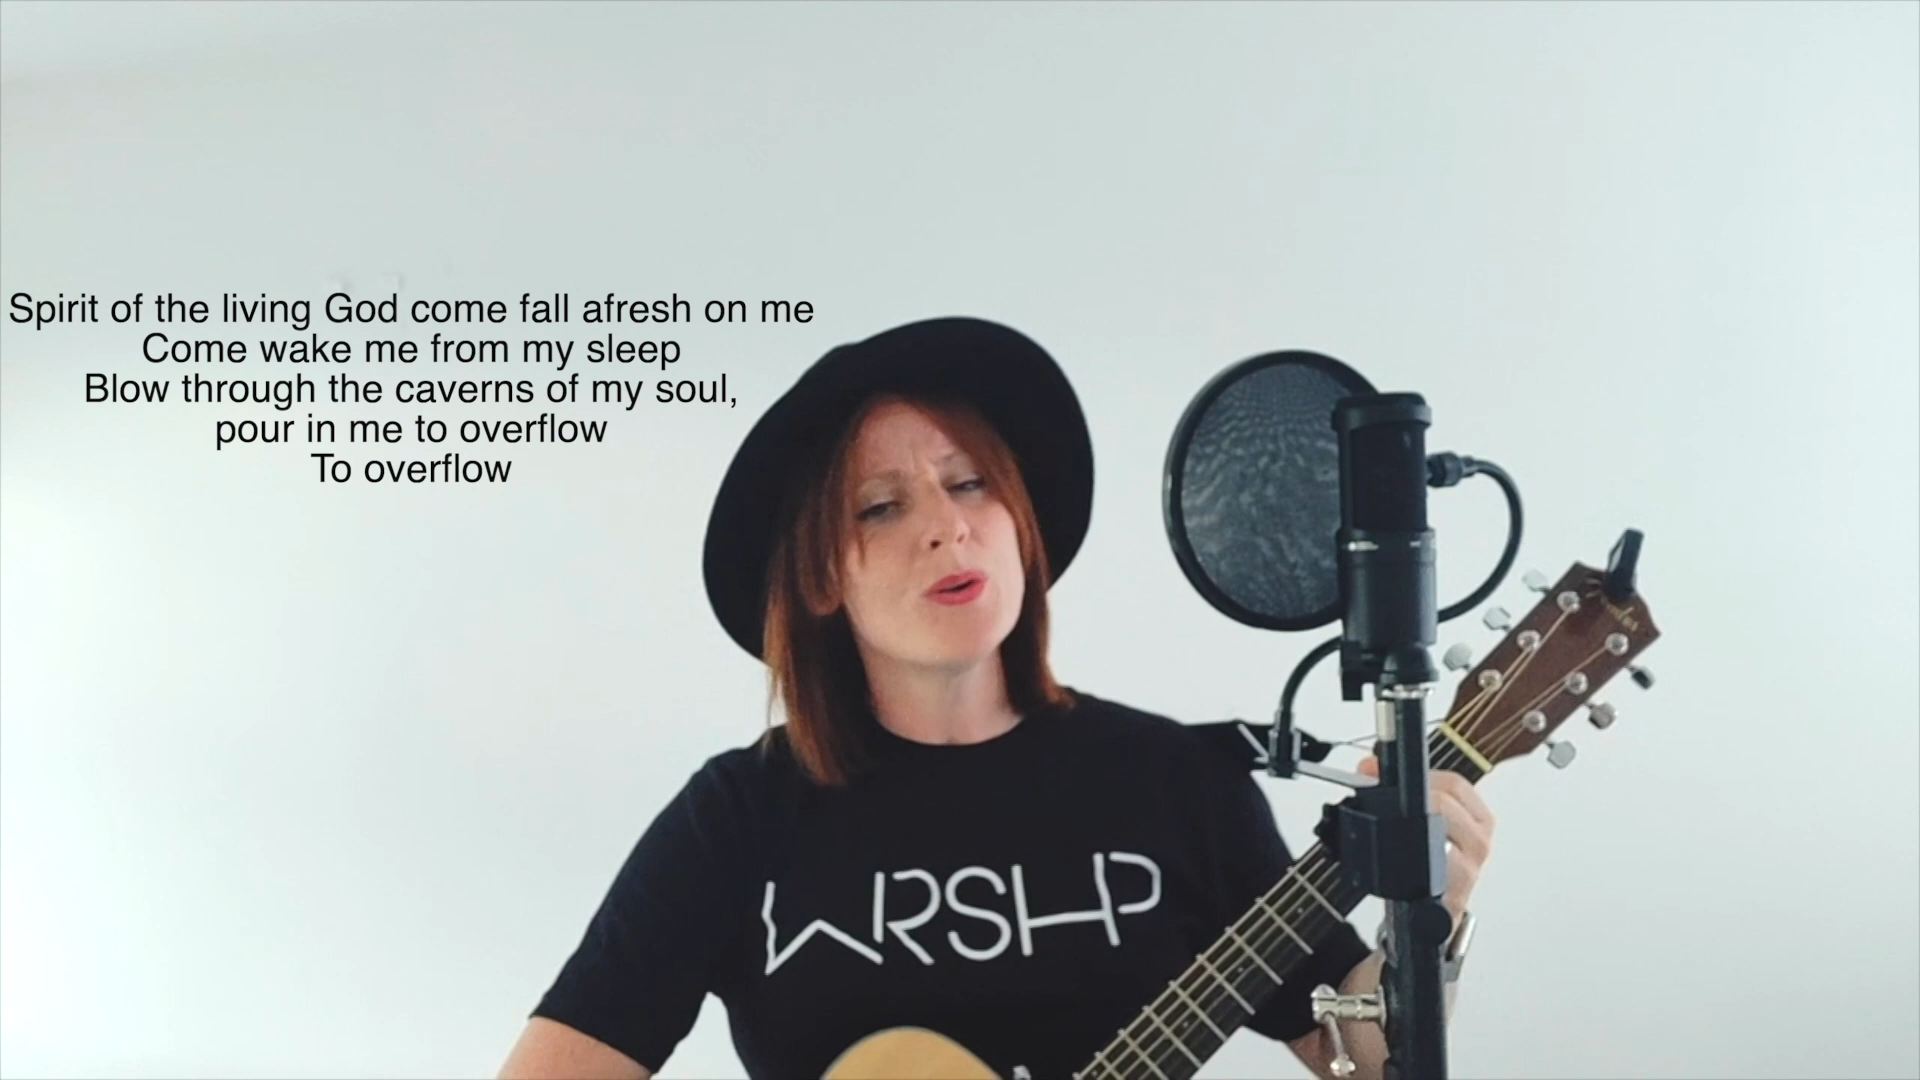 Spirit of the living God come fall afresh on me
Come wake me from my sleep
Blow through the caverns of my soul,
pour in me to overflow
To overflow
WRSHP